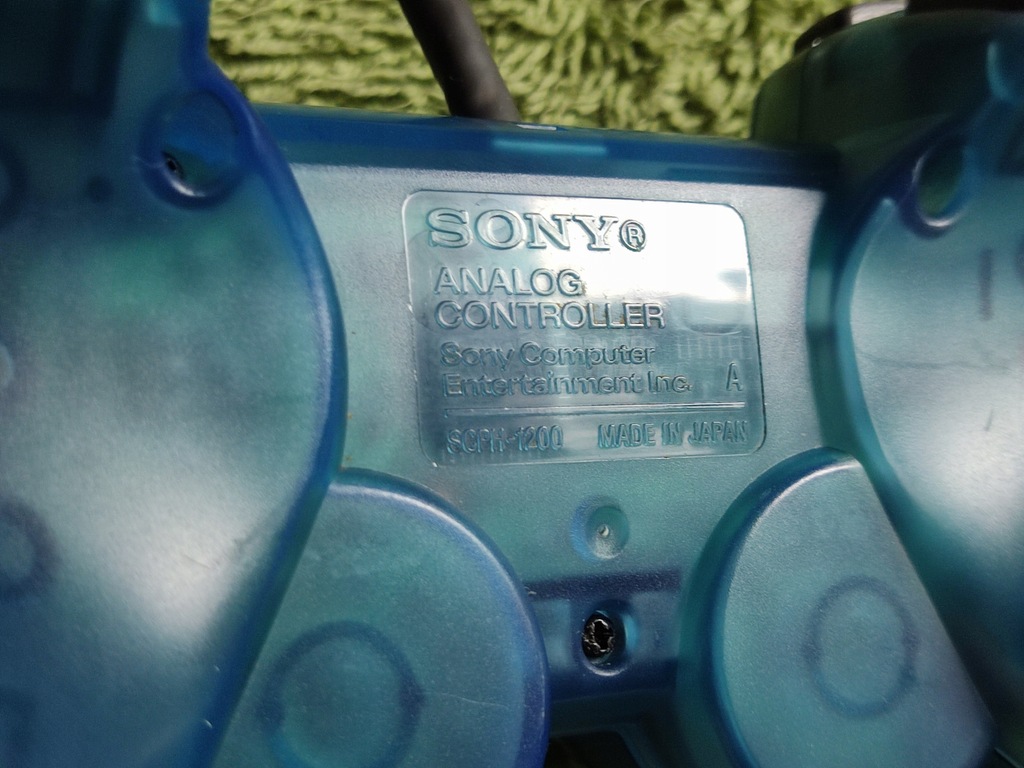 SONY®
ANALOG
CONTROLLER
Sony Computer
Entertainment Inc. A
SCPH-1200 MADE IN JAPAN